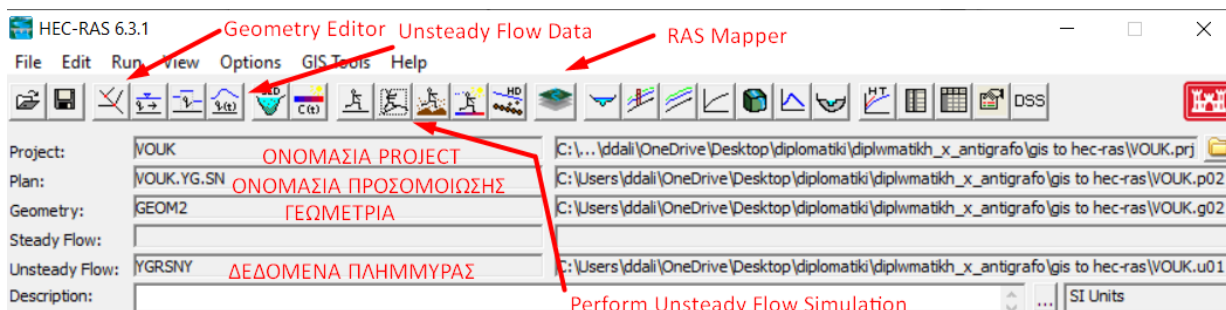 HEC-RAS 6.3.1
Geometry Editor
Unsteady Flow Data
RAS Mapper
File Edit Run View Options GIS Tools Help
HD
C(t)
HT
DSS
Project: VOUK ΟΝΟΜΑΣΙΑ PROJECT C:\...\ddali\OneDrive\Desktop\diplomatiki\diplwmatikh_x_antigrafo\gis to hec-ras\VOUK.prj
Plan: VOUK.YG.SN ΟΝΟΜΑΣΙΑ ΠΡΟΣΟΜΟΙΩΣΗΣ C:\Users\ddali\OneDrive\Desktop\diplomatiki\diplwmatikh_x_antigrafo\gis to hec-ras\VOUK.p02
Geometry: GEOM2 ΓΕΩΜΕΤΡΙΑ C:\Users\ddali\OneDrive\Desktop\diplomatiki\diplwmatikh_x_antigrafo\gis to hec-ras\VOUK.g02
Steady Flow:
Unsteady Flow: YGRSNY ΔΕΔΟΜΕΝΑ ΠΛΗΜΜΥΡΑΣ C:\Users\ddali\OneDrive\Desktop\diplomatiki\diplwmatikh_x_antigrafo\gis to hec-ras\VOUK.u01
Description: Perform Unsteady Flow Simulation ... SI Units